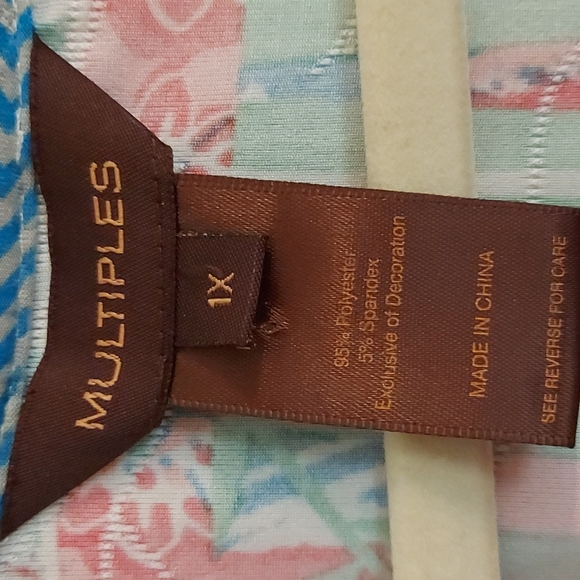 MULTIPLES
1X
95% Polyester
5% Spandex
Exclusive of Decoration
MADE IN CHINA
SEE REVERSE FOR CARE